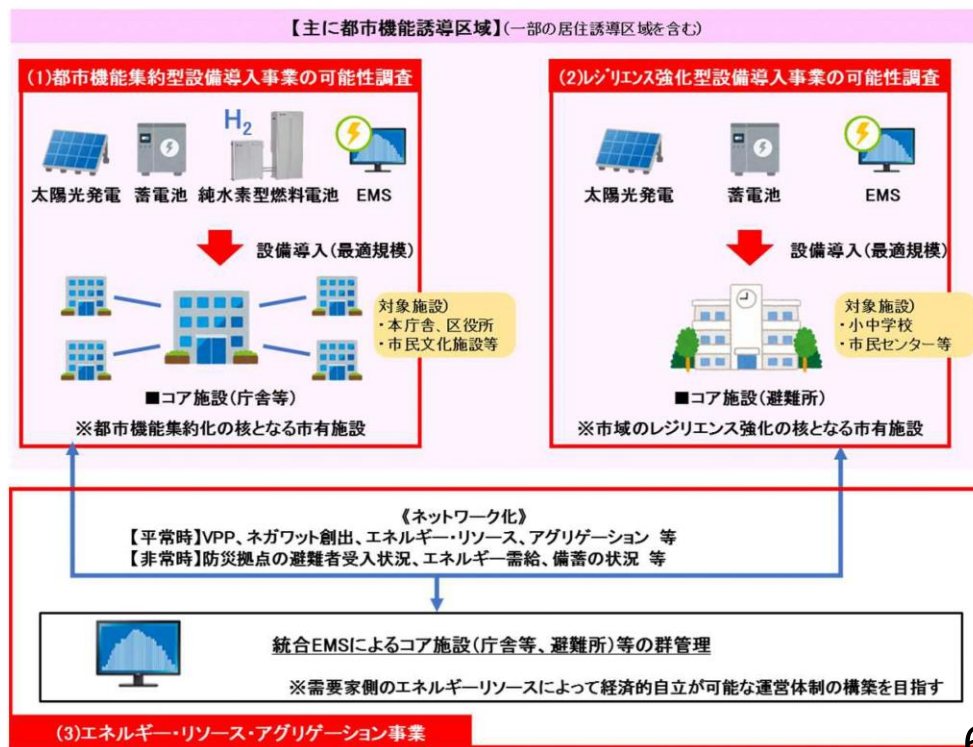 【主に都市機能誘導区域】(一部の居住誘導区域を含む)
(1)都市機能集約型設備導入事業の可能性調査
H2
太陽光発電 蓄電池 純水素型燃料電池 EMS
設備導入(最適規模)
対象施設)
・本庁舎、区役所
・市民文化施設等
■コア施設(庁舎等)
※都市機能集約化の核となる市有施設
(2)レジリエンス強化型設備導入事業の可能性調査
太陽光発電 蓄電池 EMS
設備導入(最適規模)
対象施設)
・小中学校
・市民センター等
■コア施設(避難所)
※市域のレジリエンス強化の核となる市有施設
《ネットワーク化》
【平常時】VPP、ネガワット創出、エネルギー・リソース、アグリゲーション 等
【非常時】防災拠点の避難者受入状況、エネルギー需給、備蓄の状況 等
統合EMSによるコア施設(庁舎等、避難所)等の群管理
※需要家側のエネルギーリソースによって経済的自立が可能な運営体制の構築を目指す
(3)エネルギー・リソース・アグリゲーション事業